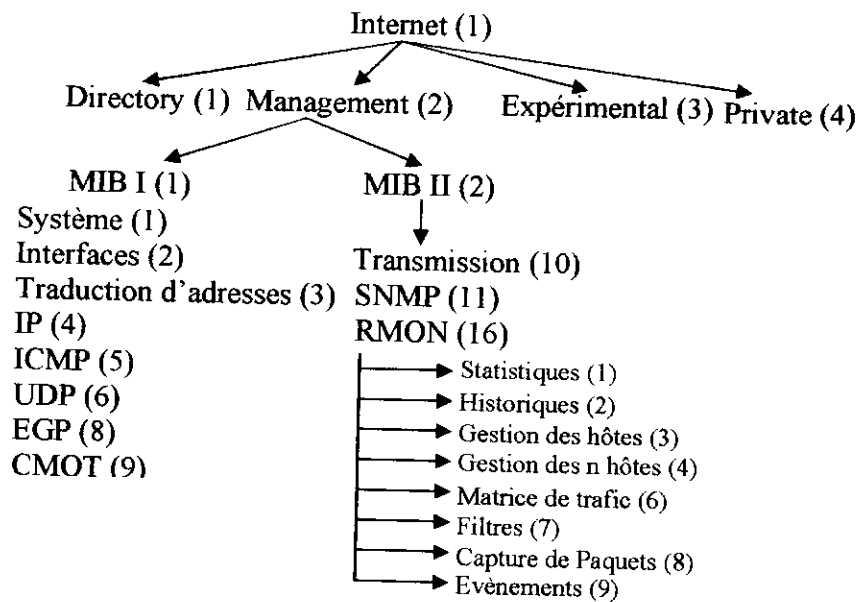 Internet (1)
Directory (1) Management (2) Expérimental (3) Private (4)
MIB I (1)
Système (1)
Interfaces (2)
Traduction d'adresses (3)
IP (4)
ICMP (5)
UDP (6)
EGP (8)
CMOT (9)
MIB II (2)
Transmission (10)
SNMP (11)
RMON (16)
Statistiques (1)
Historiques (2)
Gestion des hôtes (3)
Gestion des n hôtes (4)
Matrice de trafic (6)
Filtres (7)
Capture de Paquets (8)
Evènements (9)